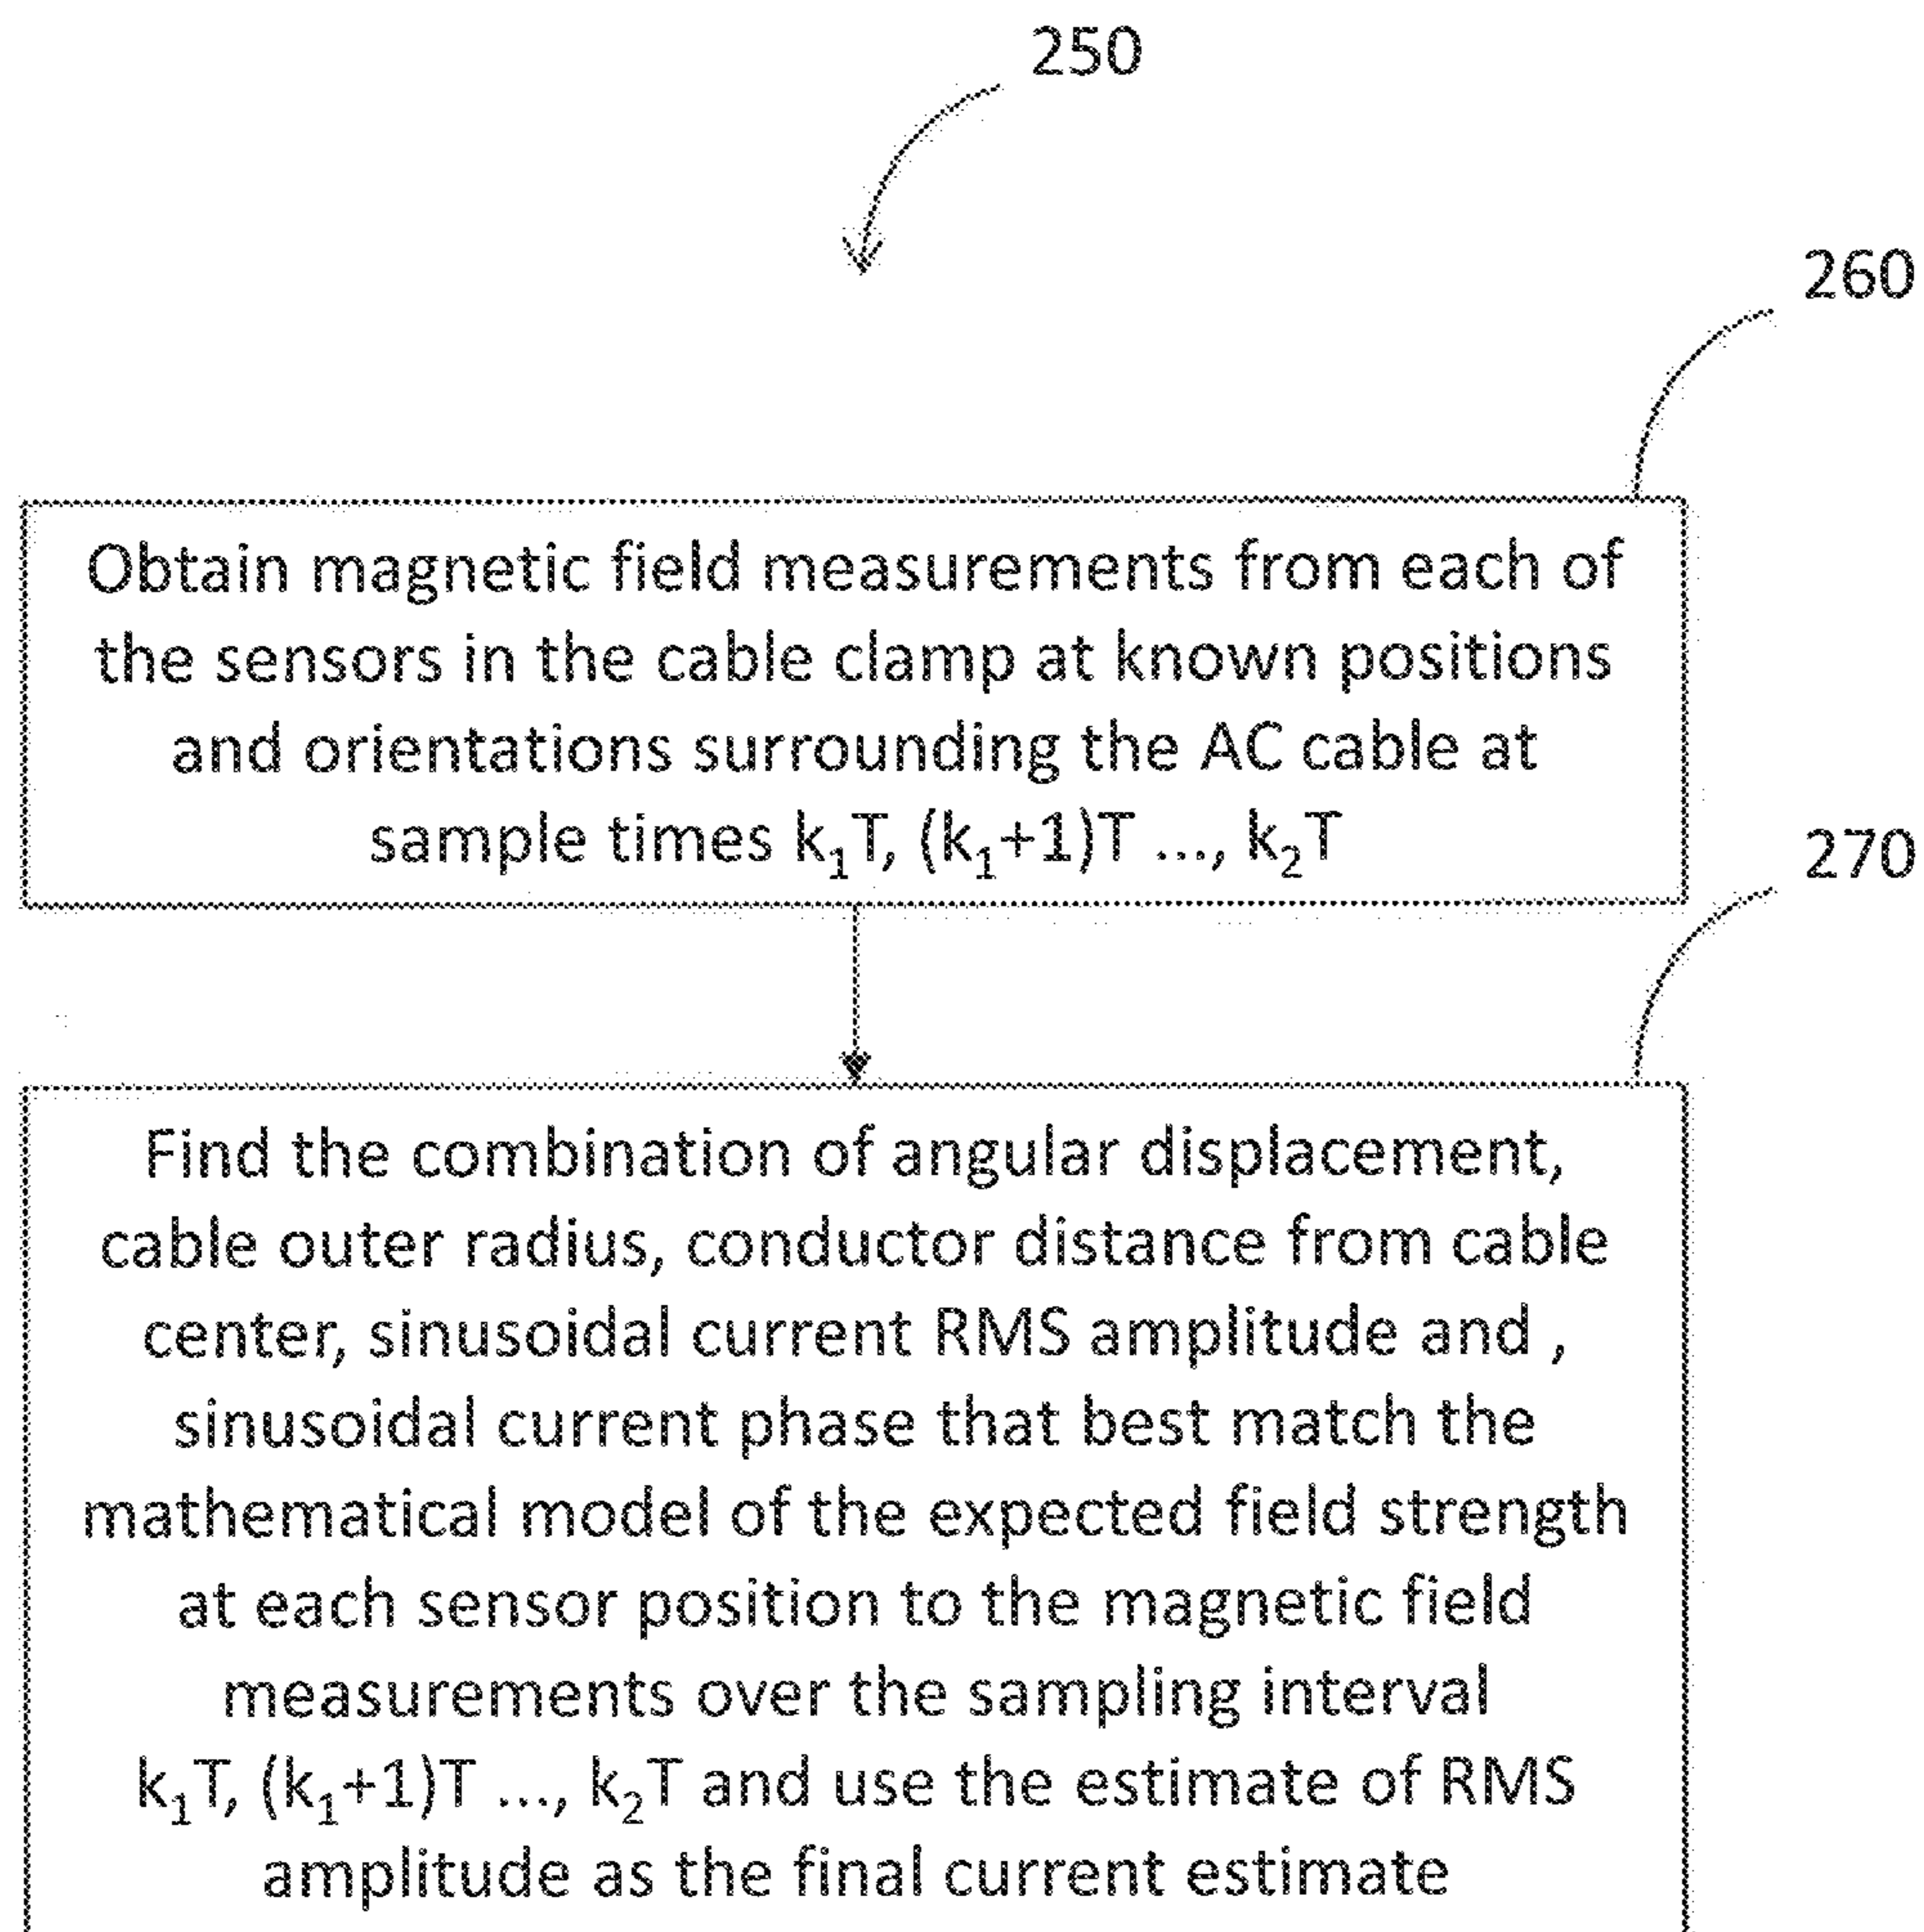 250
260
Obtain magnetic field measurements from each of
the sensors in the cable clamp at known positions
and orientations surrounding the AC cable at
sample times k₁T, (k₁+1)T ..., k₂T
270
Find the combination of angular displacement,
cable outer radius, conductor distance from cable
center, sinusoidal current RMS amplitude and ,
sinusoidal current phase that best match the
mathematical model of the expected field strength
at each sensor position to the magnetic field
measurements over the sampling interval
k₁T, (k₁+1)T ..., k₂T and use the estimate of RMS
amplitude as the final current estimate